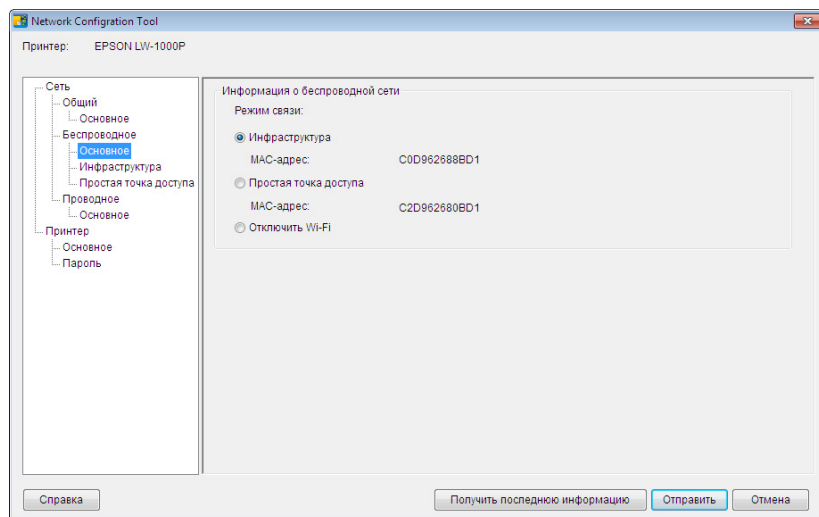 Network Configration Tool
Принтер: EPSON LW-1000P
Сеть
Общий
Основное
Беспроводное
Основное
Инфраструктура
Простая точка доступа
Проводное
Основное
Принтер
Основное
Пароль
Информация о беспроводной сети
Режим связи:
Инфраструктура
MAC-адрес: C0D962688BD1
Простая точка доступа
MAC-адрес: C2D962680BD1
Отключить Wi-Fi
Справка Получить последнюю информацию Отправить Отмена